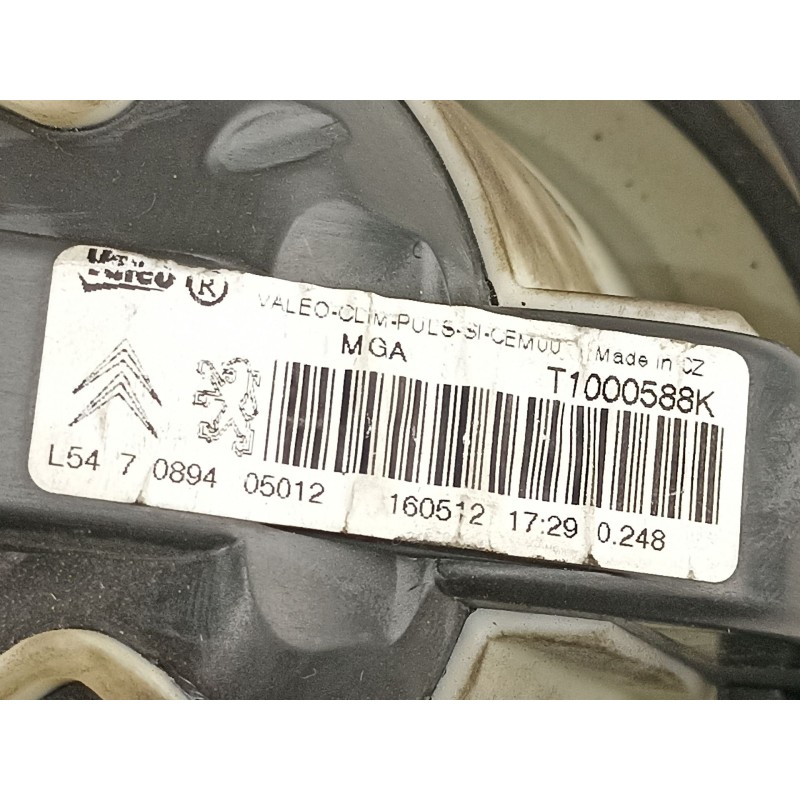 Valeo ®
VALEO-CLIM-PULS-SI-CEM00 Made in CZ
MGA
T1000588K
L54 7 0894 05012 160512 17:29 0.248